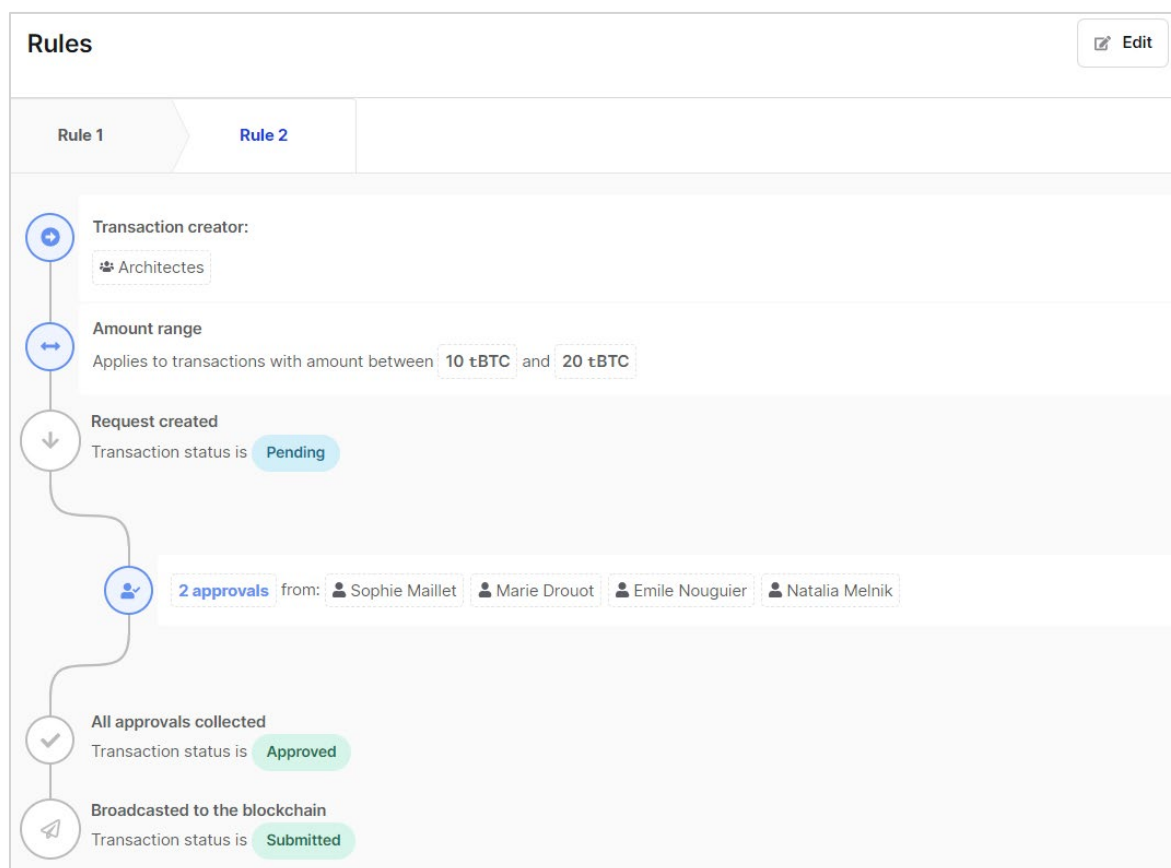 Rules
Edit
Rule 1
Rule 2
Transaction creator:
Architectes
Amount range
Applies to transactions with amount between 10 tBTC and 20 tBTC
Request created
Transaction status is Pending
2 approvals from: Sophie Maillet Marie Drouot Emile Nouguier Natalia Melnik
All approvals collected
Transaction status is Approved
Broadcasted to the blockchain
Transaction status is Submitted